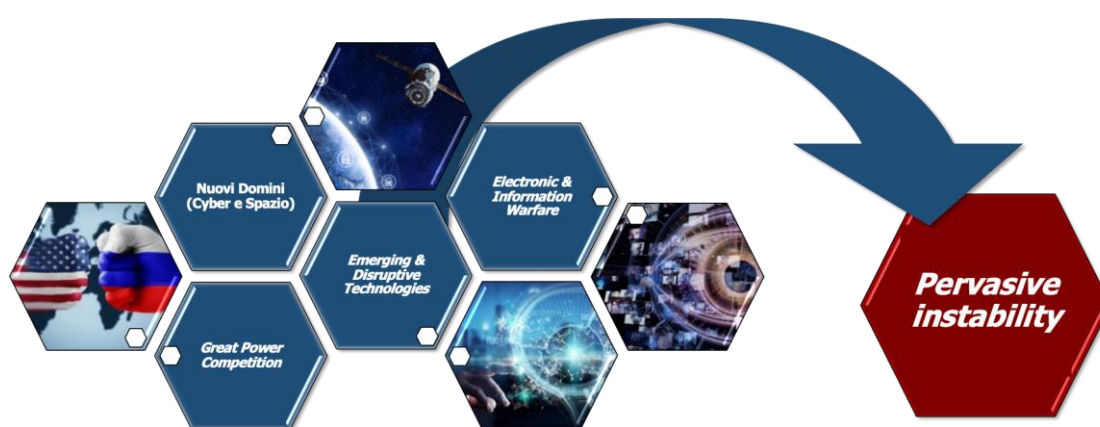 Nuovi Domini
(Cyber e Spazio)
Electronic &
Information
Warfare
Emerging &
Disruptive
Technologies
Great Power
Competition
Pervasive
instability